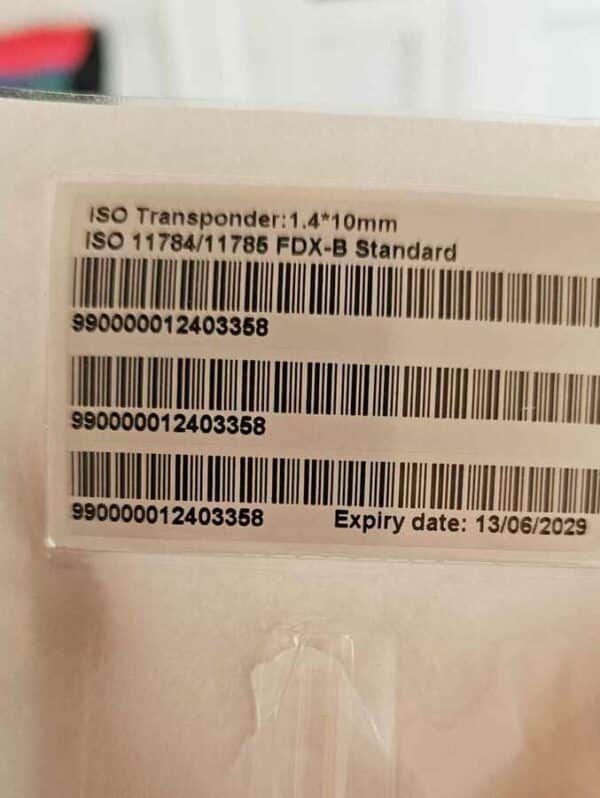 ISO Transponder:1.4*10mm
ISO 11784/11785 FDX-B Standard
990000012403358
990000012403358
990000012403358 Expiry date: 13/06/2029